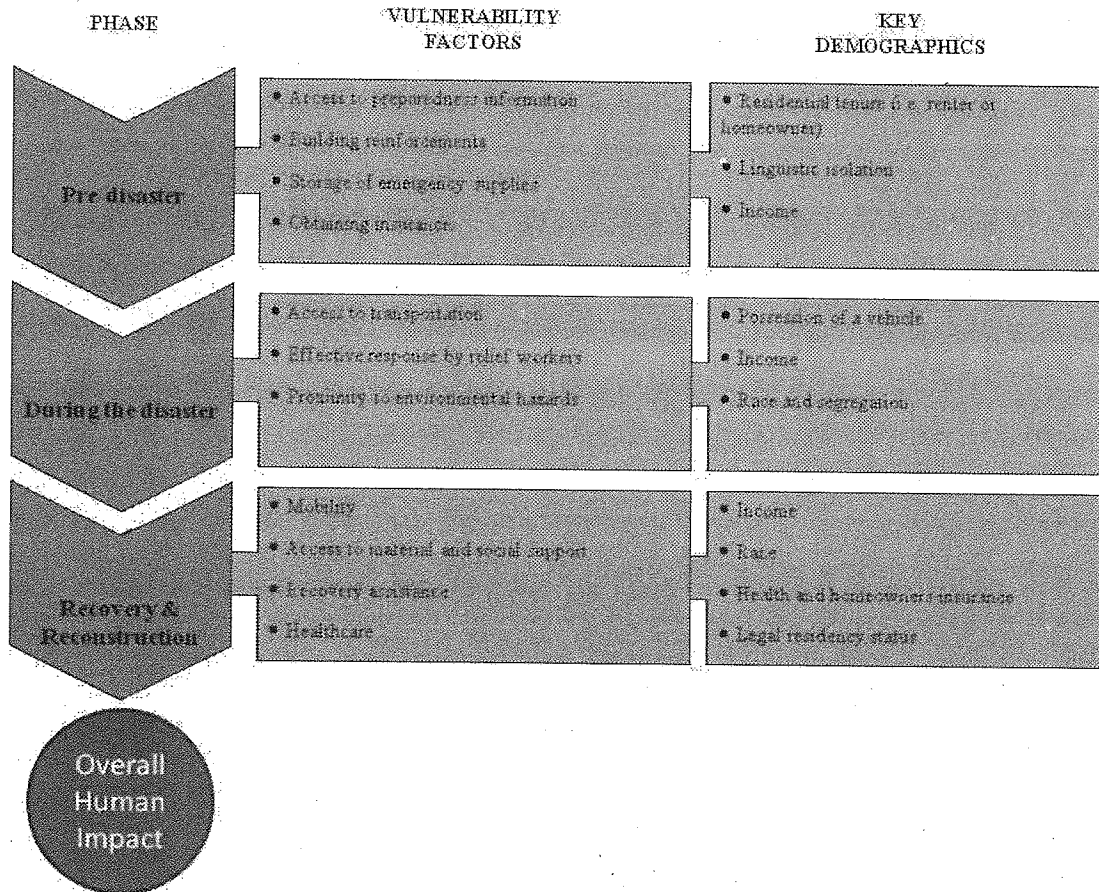 PHASE
VULNERABILITY
FACTORS
KEY
DEMOGRAPHICS
Pre disaster
• Access to preparedness information
• Building reinforcements
• Storage of emergency supplies
• Obtaining insurance
• Residential tenure (i.e. renter or
homeowner)
• Linguistic isolation
• Income
During the disaster
• Access to transportation
• Effective response by relief workers
• Proximity to environmental hazards
• Possession of a vehicle
• Income
• Race and segregation
Recovery &
Reconstruction
• Mobility
• Access to material and social support
• Recovery assistance
• Healthcare
• Income
• Race
• Health and homeowners insurance
• Legal residency status
Overall
Human
Impact